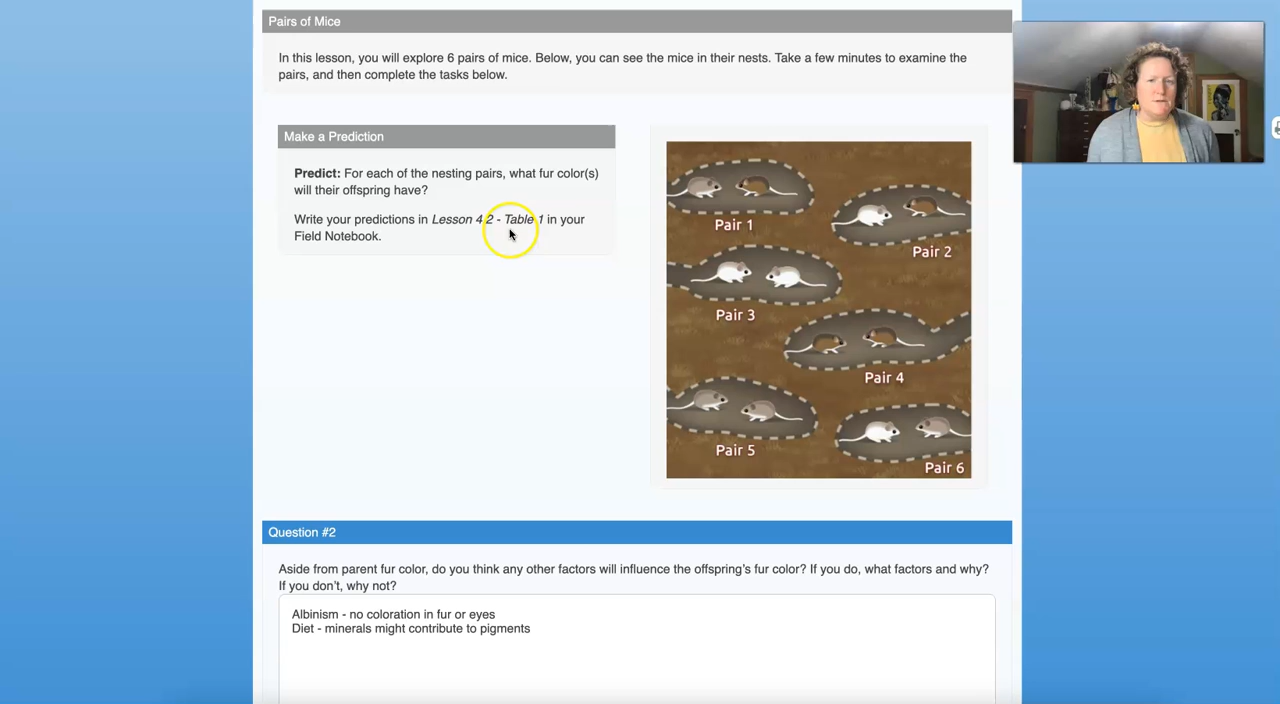 Pairs of Mice
In this lesson, you will explore 6 pairs of mice. Below, you can see the mice in their nests. Take a few minutes to examine the
pairs, and then complete the tasks below.
Make a Prediction
Predict: For each of the nesting pairs, what fur color(s)
will their offspring have?
Write your predictions in Lesson 4.2 - Table 1 in your
Field Notebook.
Pair 1
Pair 2
Pair 3
Pair 4
Pair 5
Pair 6
Question #2
Aside from parent fur color, do you think any other factors will influence the offspring's fur color? If you do, what factors and why?
If you don't, why not?
Albinism - no coloration in fur or eyes
Diet - minerals might contribute to pigments